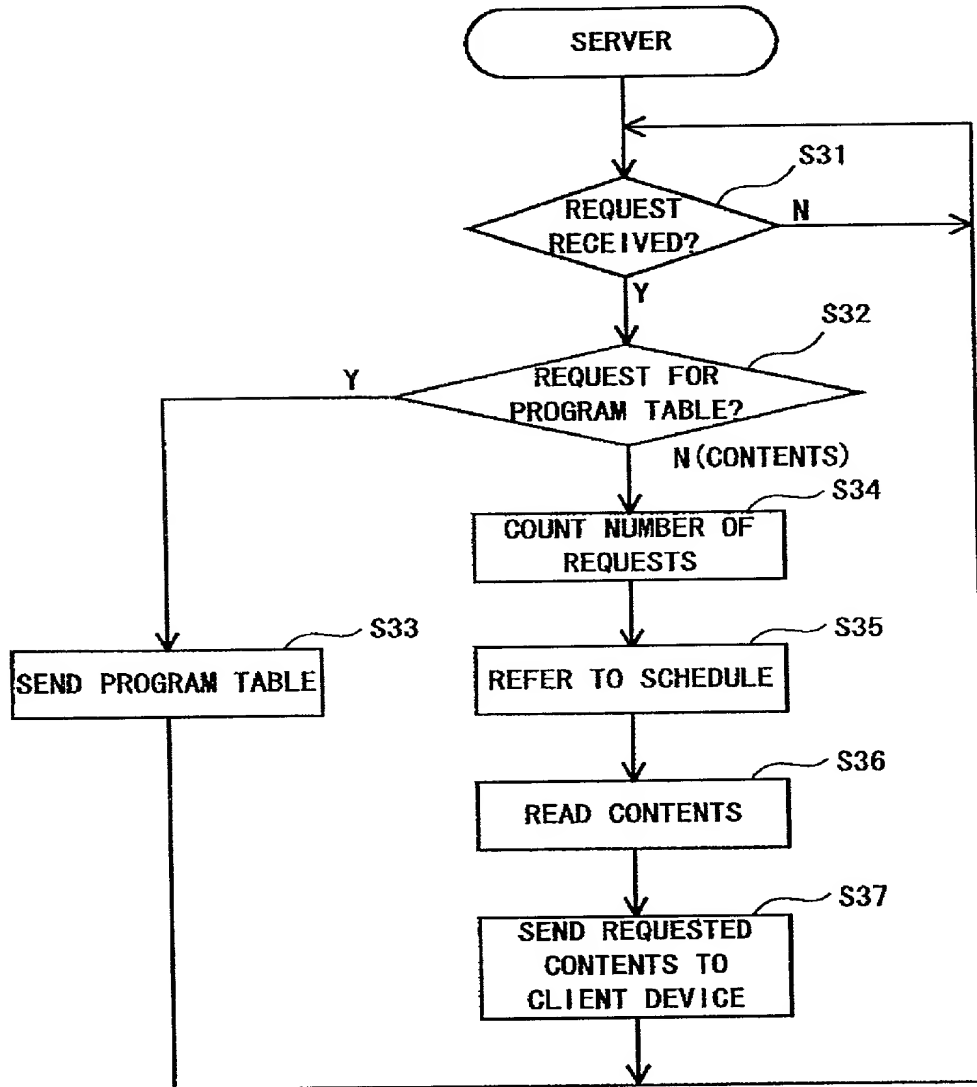 SERVER
S31
REQUEST
RECEIVED?
N
Y
S32
REQUEST FOR
PROGRAM TABLE?
Y
N(CONTENTS)
S34
COUNT NUMBER OF
REQUESTS
S33
SEND PROGRAM TABLE
S35
REFER TO SCHEDULE
S36
READ CONTENTS
S37
SEND REQUESTED
CONTENTS TO
CLIENT DEVICE